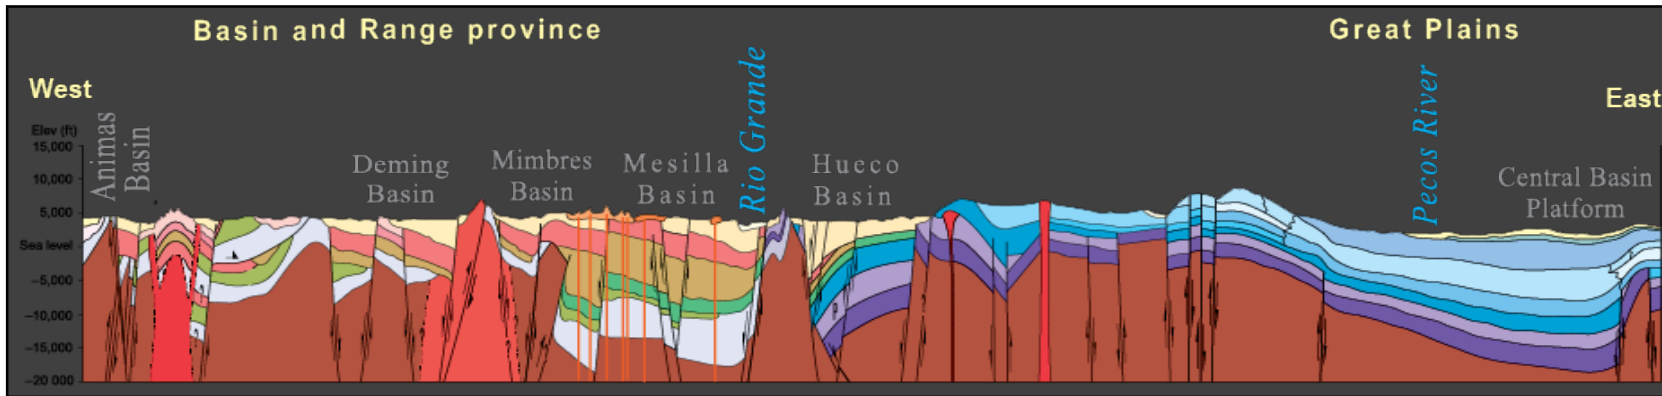 Basin and Range province
Great Plains
West
East
Elev (ft)
15,000
10,000
5,000
Sea level
−5,000
−10,000
−15,000
−20 000
Animas
Basin
Deming
Basin
Mimbres
Basin
Mesilla
Basin
Rio Grande
Hueco
Basin
Pecos River
Central Basin
Platform